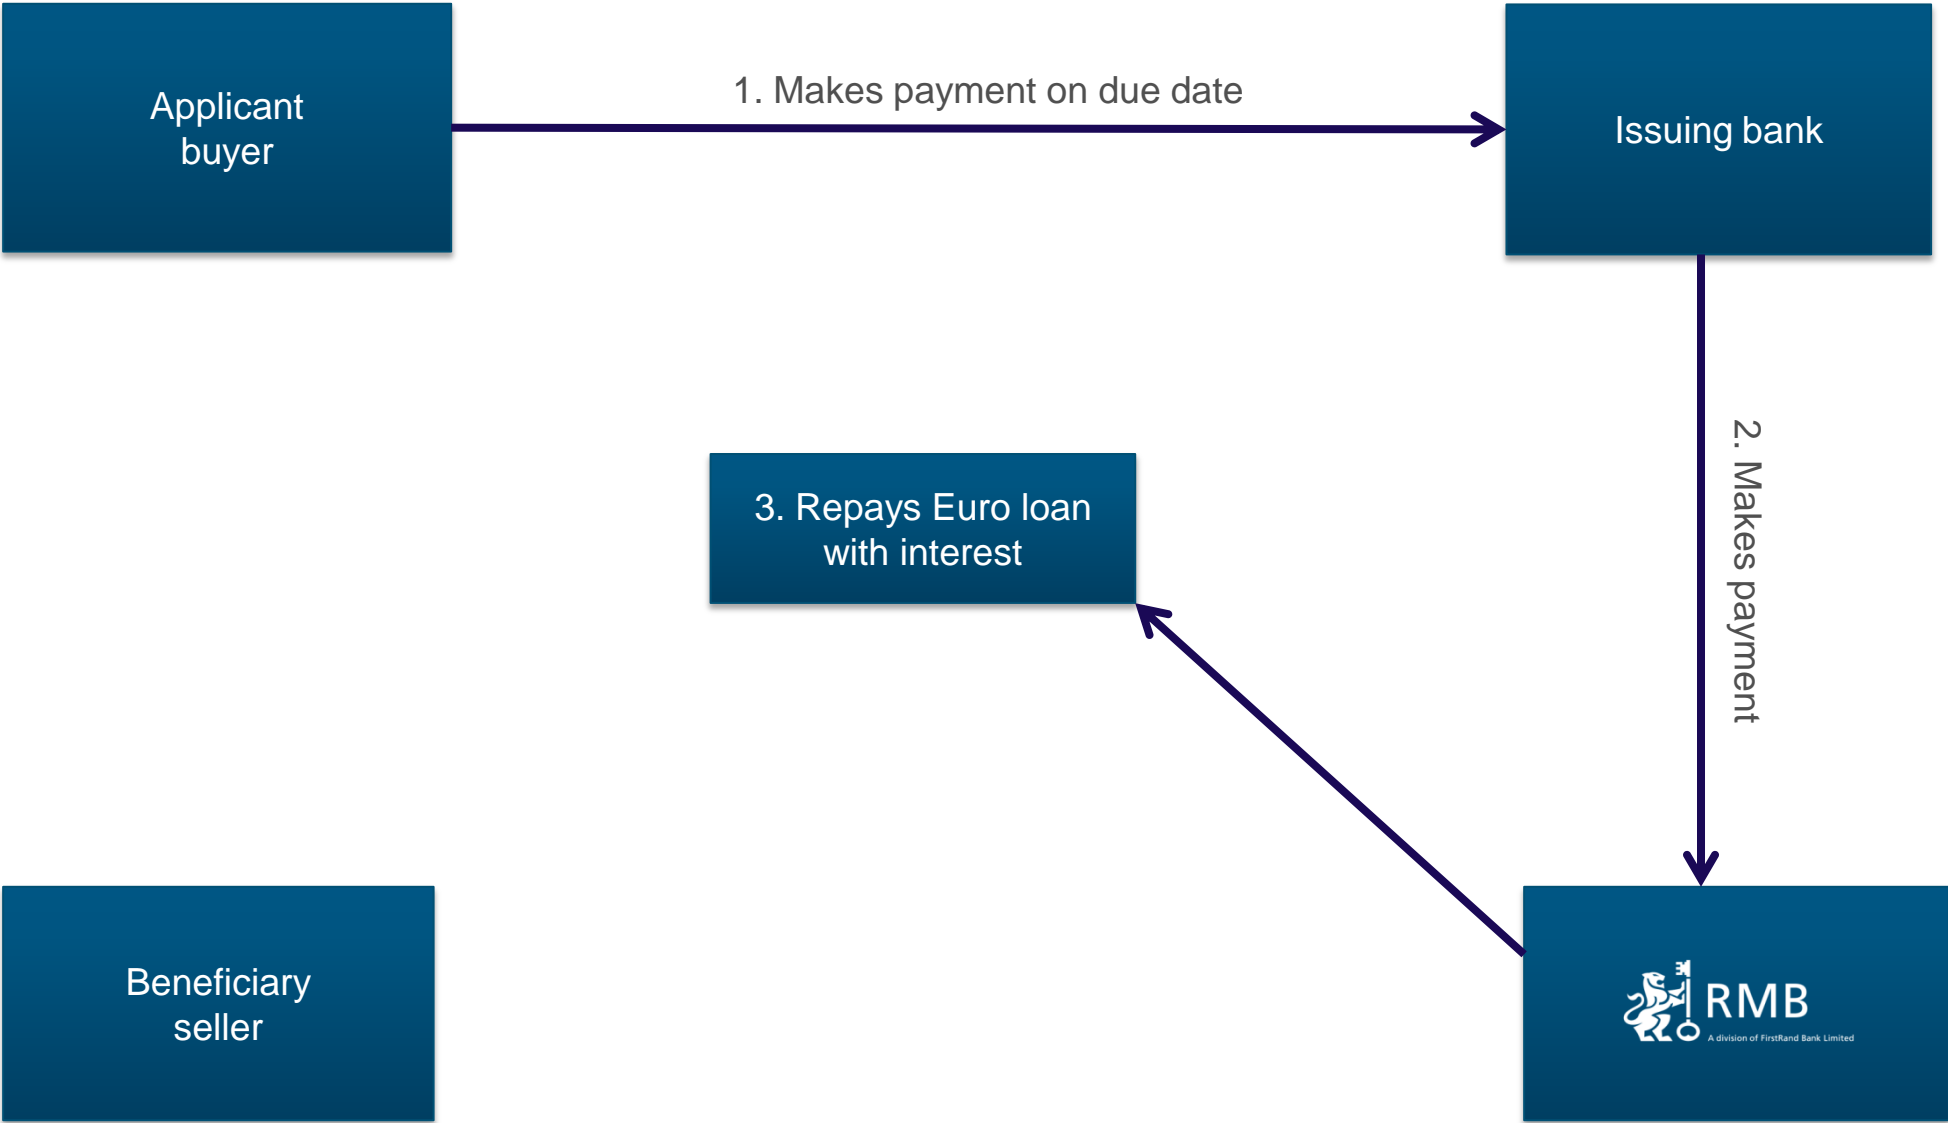 Applicant
buyer
1. Makes payment on due date
Issuing bank
2. Makes payment
3. Repays Euro loan
with interest
Beneficiary
seller
RMB
A division of FirstRand Bank Limited